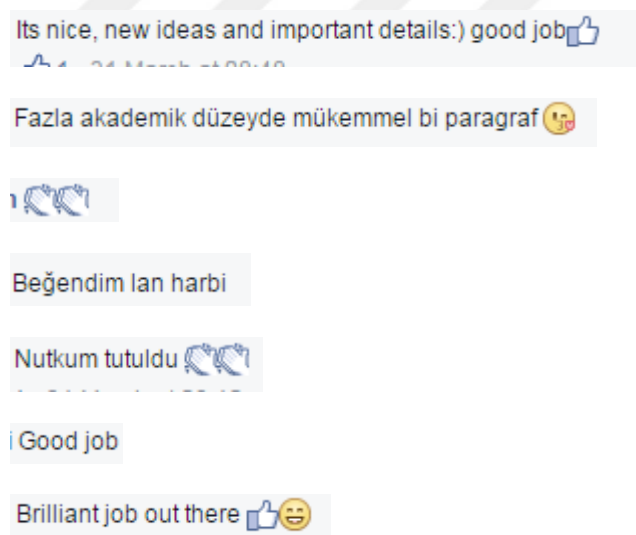 Its nice, new ideas and important details:) good job👍
Fazla akademik düzeyde mükemmel bi paragraf 😘
👏👏
Beğendim lan harbi
Nutkum tutuldu 👏👏
Good job
Brilliant job out there 👍😄